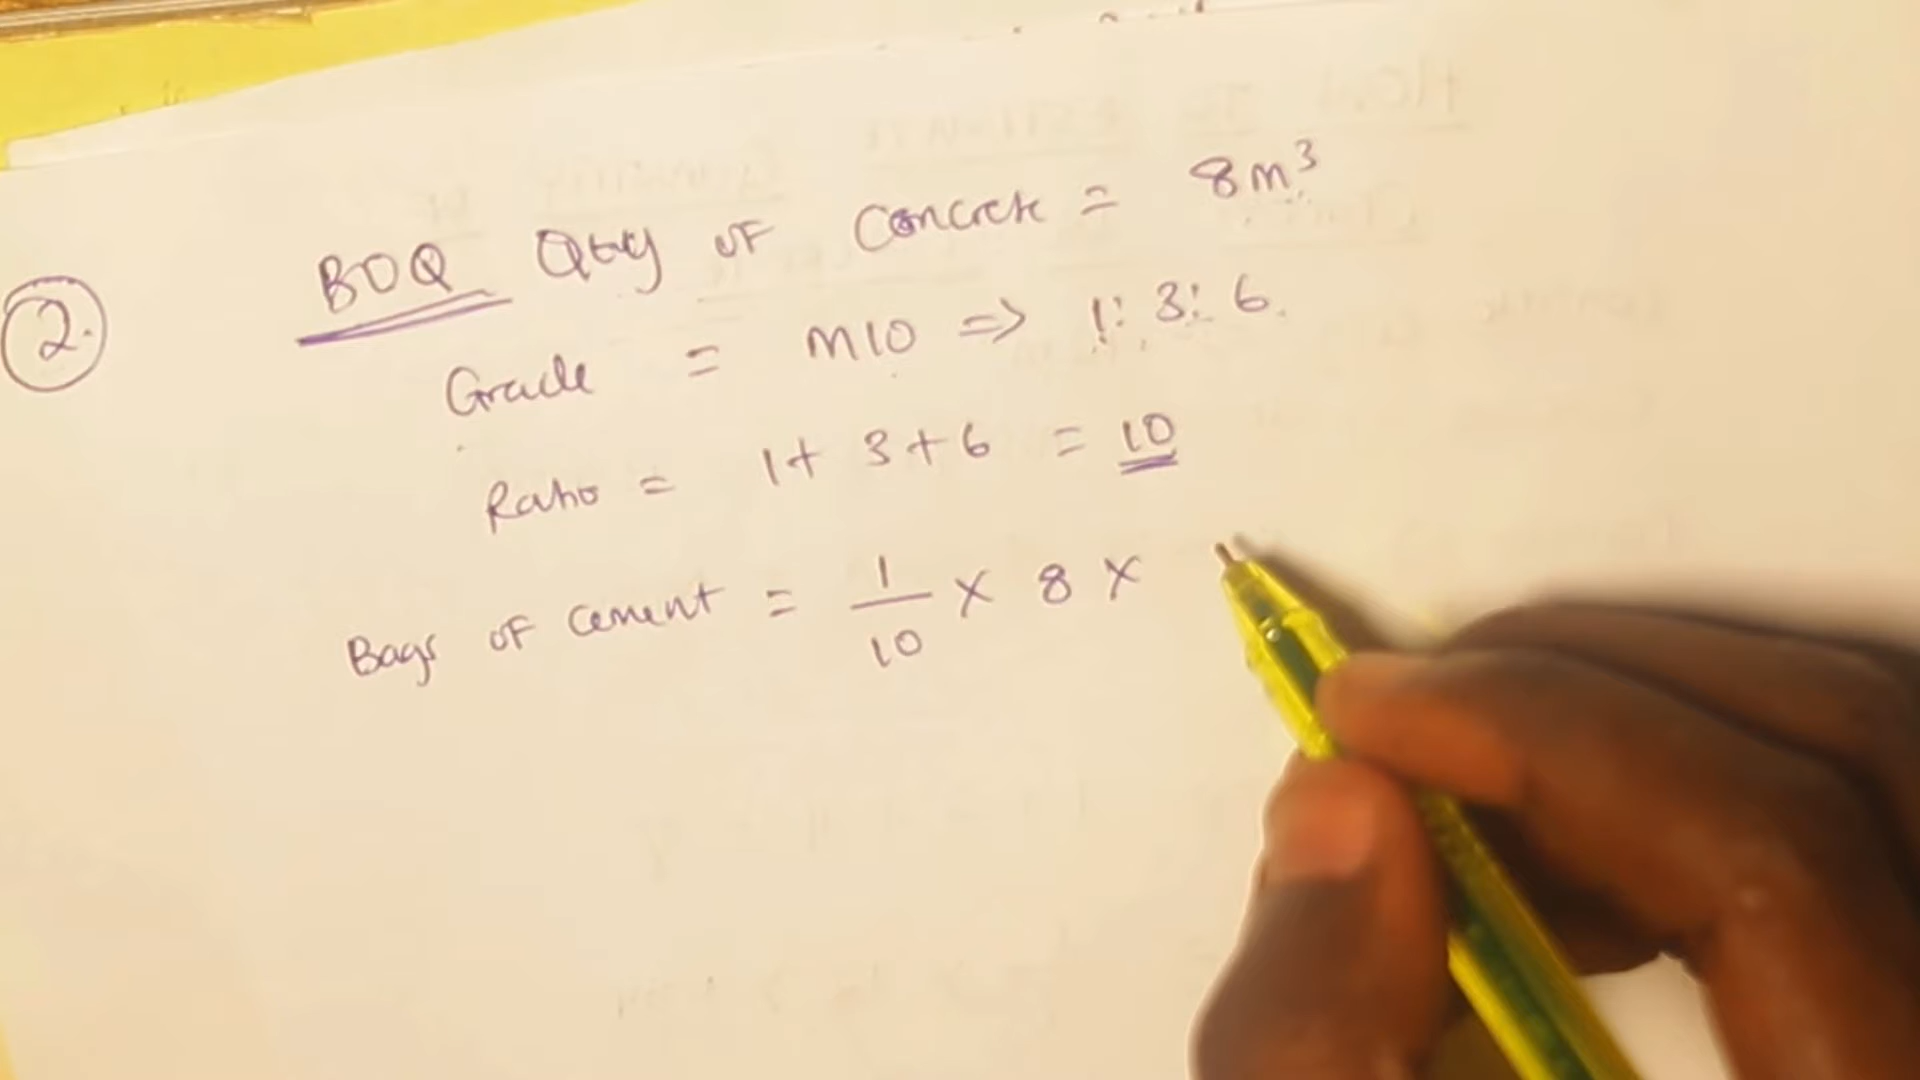 2. BOQ Qty of Concrete = 8m³
Grade = M10 => 1: 3: 6.
Ratio = 1+ 3+6 = 10
Bags of cement = 1/10 X 8 X